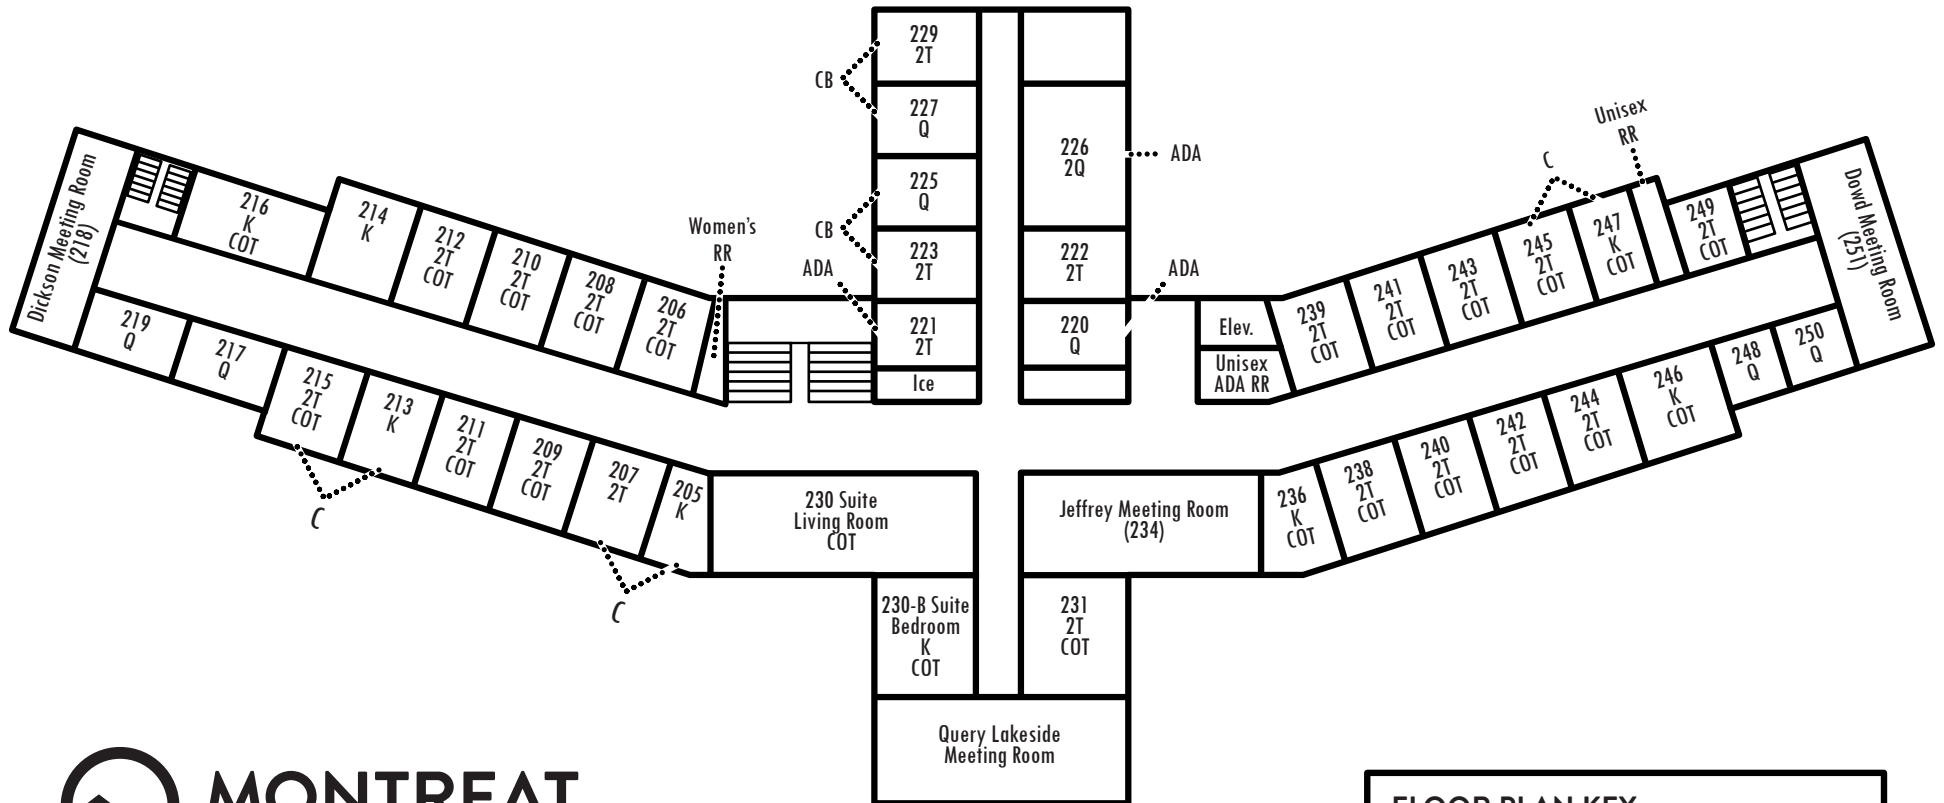 229
2T
CB
227
Q
225
Q
CB
223
2T
ADA
221
2T
Ice
226
2Q
ADA
222
2T
ADA
220
Q
Women's
RR
Dickson Meeting Room
(218)
216
K
COT
214
K
212
2T
COT
210
2T
COT
208
2T
COT
206
2T
COT
219
Q
217
Q
215
2T
COT
213
K
211
2T
COT
209
2T
COT
207
2T
205
K
C
C
230 Suite
Living Room
COT
230-B Suite
Bedroom
K
COT
231
2T
COT
Query Lakeside
Meeting Room
Jeffrey Meeting Room
(234)
Elev.
Unisex
ADA RR
239
2T
COT
241
2T
COT
243
2T
COT
245
2T
COT
247
K
COT
C
Unisex
RR
249
2T
COT
Dowd Meeting Room
(251)
236
K
COT
238
2T
COT
240
2T
COT
242
2T
COT
244
2T
COT
246
K
COT
248
Q
250
Q
MONTREAT
FLOOR PLAN KEY